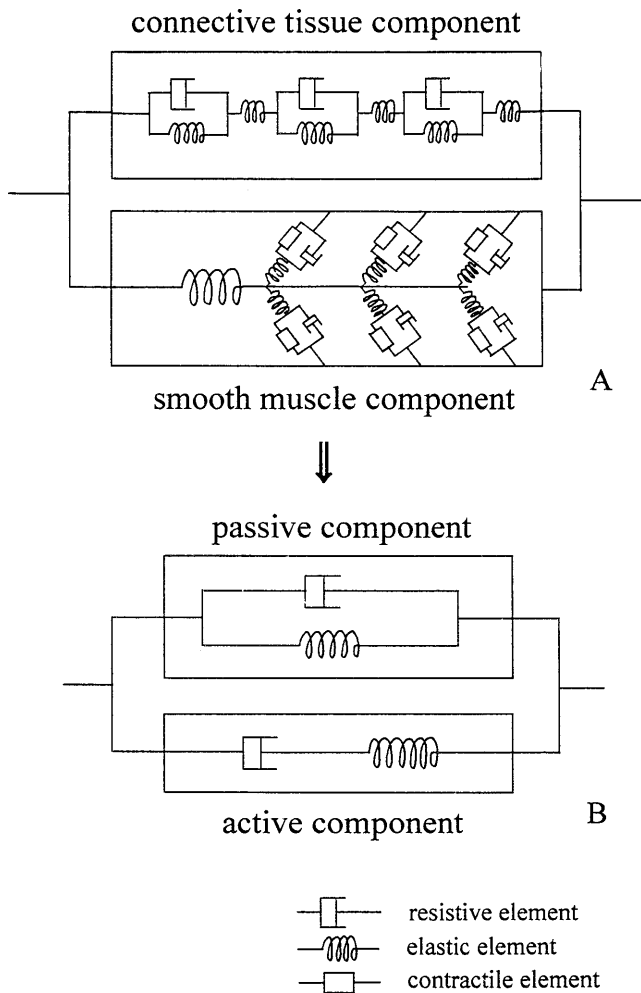 connective tissue component
A
smooth muscle component
passive component
B
active component
resistive element
elastic element
contractile element